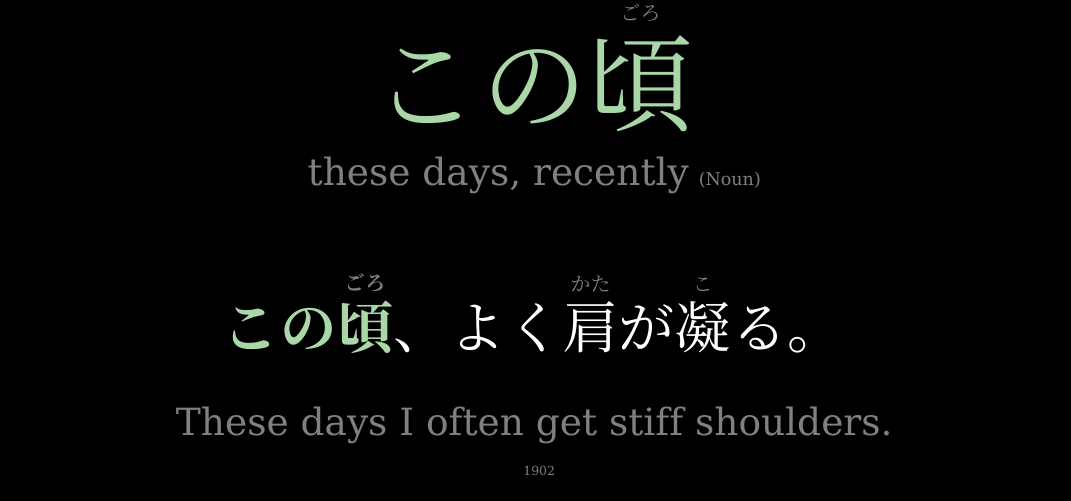 ごろ
この頃
these days, recently (Noun)
ごろ かた こ
この頃、よく肩が凝る。
These days I often get stiff shoulders.
1902